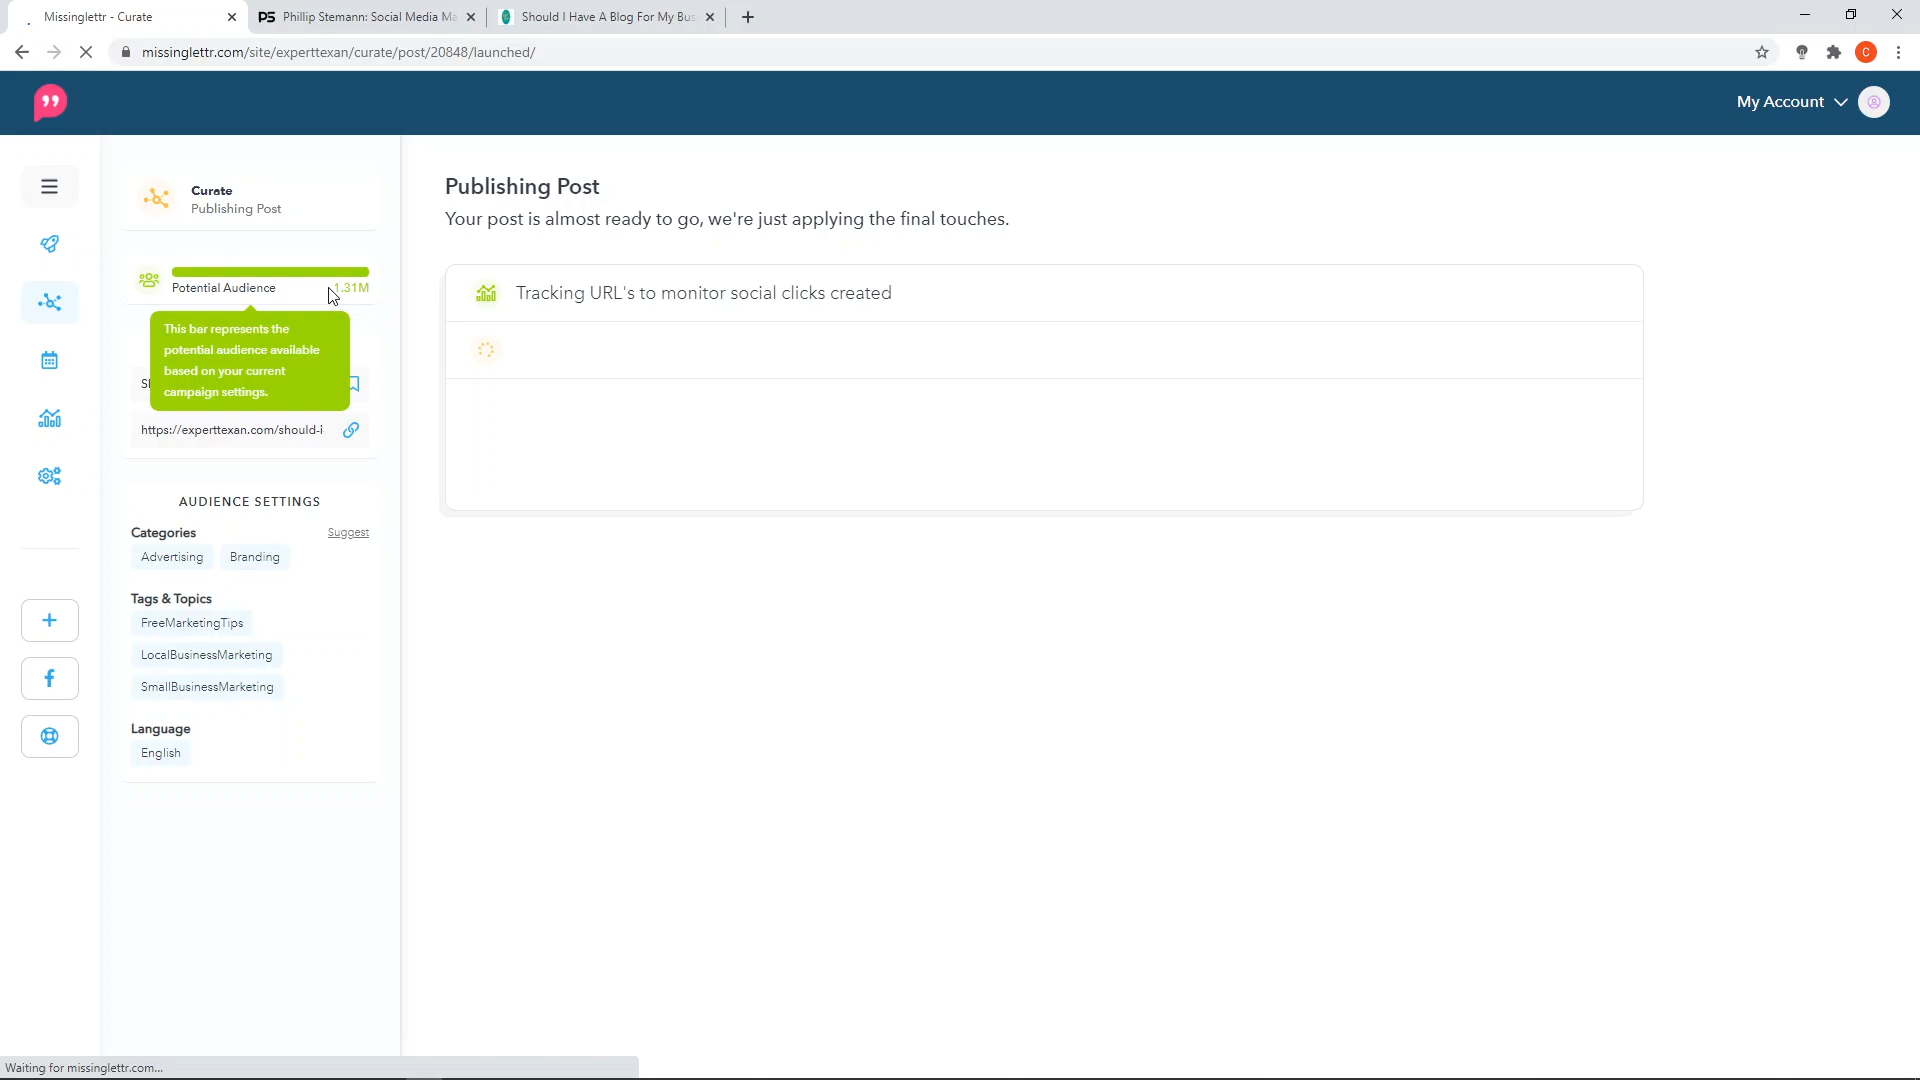 Missinglettr - Curate
PS Phillip Stemann: Social Media Ma
Should I Have A Blog For My Bus
missinglettr.com/site/experttexan/curate/post/20848/launched/
C
My Account
Curate
Publishing Post
Potential Audience
1.31M
This bar represents the
potential audience available
based on your current
campaign settings.
https://experttexan.com/should-i
AUDIENCE SETTINGS
Categories
Suggest
Advertising
Branding
Tags & Topics
FreeMarketingTips
LocalBusinessMarketing
SmallBusinessMarketing
Language
English
Publishing Post
Your post is almost ready to go, we're just applying the final touches.
Tracking URL's to monitor social clicks created
Waiting for missinglettr.com...